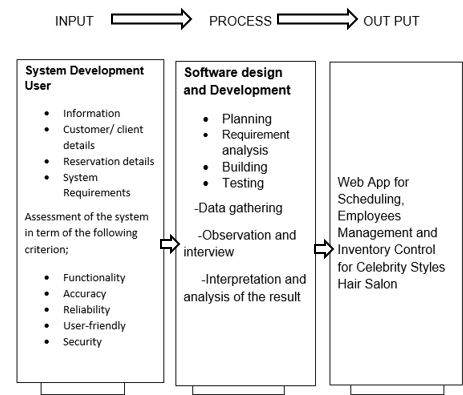 INPUT PROCESS OUT PUT
System Development
User
• Information
• Customer/ client
details
• Reservation details
• System
Requirements
Assessment of the system
in term of the following
criterion;
• Functionality
• Accuracy
• Reliability
• User-friendly
• Security
Software design
and Development
• Planning
• Requirement
analysis
• Building
• Testing
-Data gathering
-Observation and
interview
-Interpretation and
analysis of the result
Web App for
Scheduling,
Employees
Management and
Inventory Control
for Celebrity Styles
Hair Salon